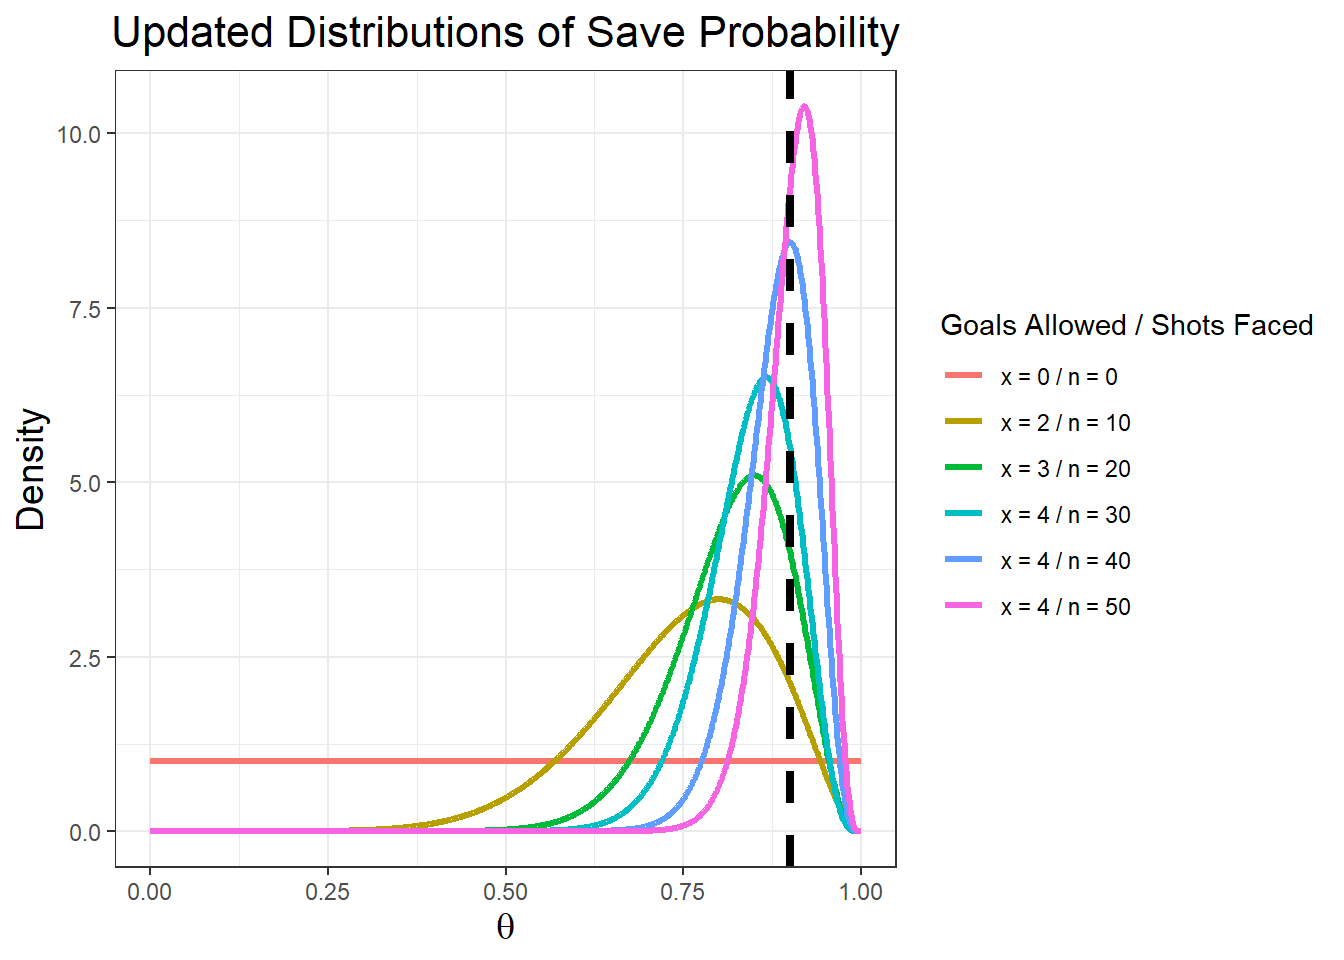 Updated Distributions of Save Probability
Density
10.0
7.5
5.0
2.5
0.0
0.00 0.25 0.50 0.75 1.00
θ
Goals Allowed / Shots Faced
x = 0 / n = 0
x = 2 / n = 10
x = 3 / n = 20
x = 4 / n = 30
x = 4 / n = 40
x = 4 / n = 50